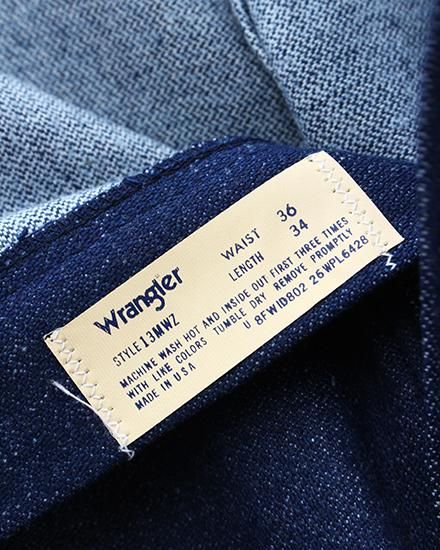 Wrangler
WAIST 36
LENGTH 34
STYLE 13MWZ
MACHINE WASH HOT AND INSIDE OUT FIRST THREE TIMES
WITH LIKE COLORS TUMBLE DRY REMOVE PROMPTLY
MADE IN U.S.A U 8FWID802 26WPL6428